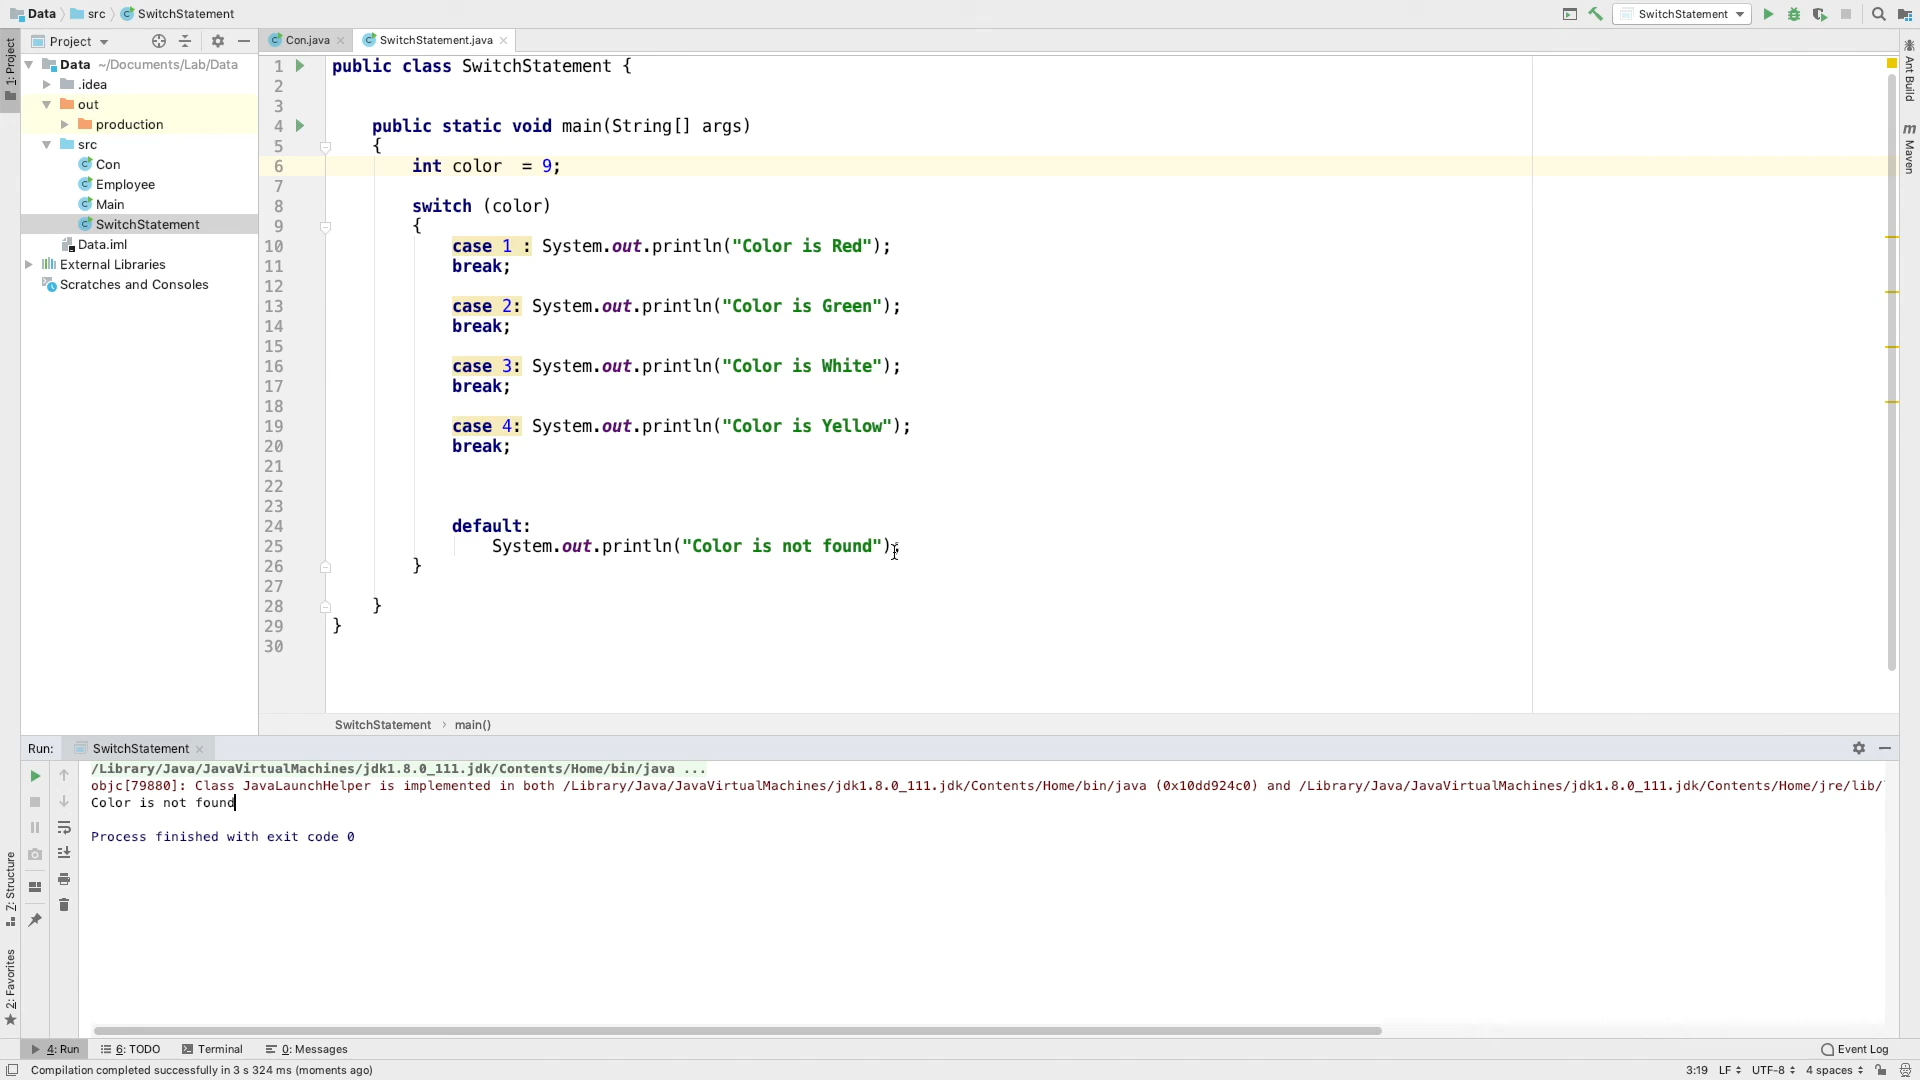 Data src SwitchStatement
SwitchStatement
Project
Con.java
SwitchStatement.java
1: Project
Data ~/Documents/Lab/Data
.idea
out
production
src
Con
Employee
Main
SwitchStatement
Data.iml
External Libraries
Scratches and Consoles
Ant Build
Maven
1 public class SwitchStatement {
2
3
4 public static void main(String[] args)
5 {
6 int color  = 9;
7
8 switch (color)
9 {
10 case 1 : System.out.println("Color is Red");
11 break;
12
13 case 2: System.out.println("Color is Green");
14 break;
15
16 case 3: System.out.println("Color is White");
17 break;
18
19 case 4: System.out.println("Color is Yellow");
20 break;
21
22
23
24 default:
25 System.out.println("Color is not found");
26 }
27
28 }
29 }
30
SwitchStatement › main()
Run: SwitchStatement
/Library/Java/JavaVirtualMachines/jdk1.8.0_111.jdk/Contents/Home/bin/java ...
objc[79880]: Class JavaLaunchHelper is implemented in both /Library/Java/JavaVirtualMachines/jdk1.8.0_111.jdk/Contents/Home/bin/java (0x10dd924c0) and /Library/Java/JavaVirtualMachines/jdk1.8.0_111.jdk/Contents/Home/jre/lib/
Color is not found
Process finished with exit code 0
Z: Structure
2: Favorites
4: Run 6: TODO Terminal 0: Messages Event Log
Compilation completed successfully in 3 s 324 ms (moments ago) 3:19 LF UTF-8 4 spaces